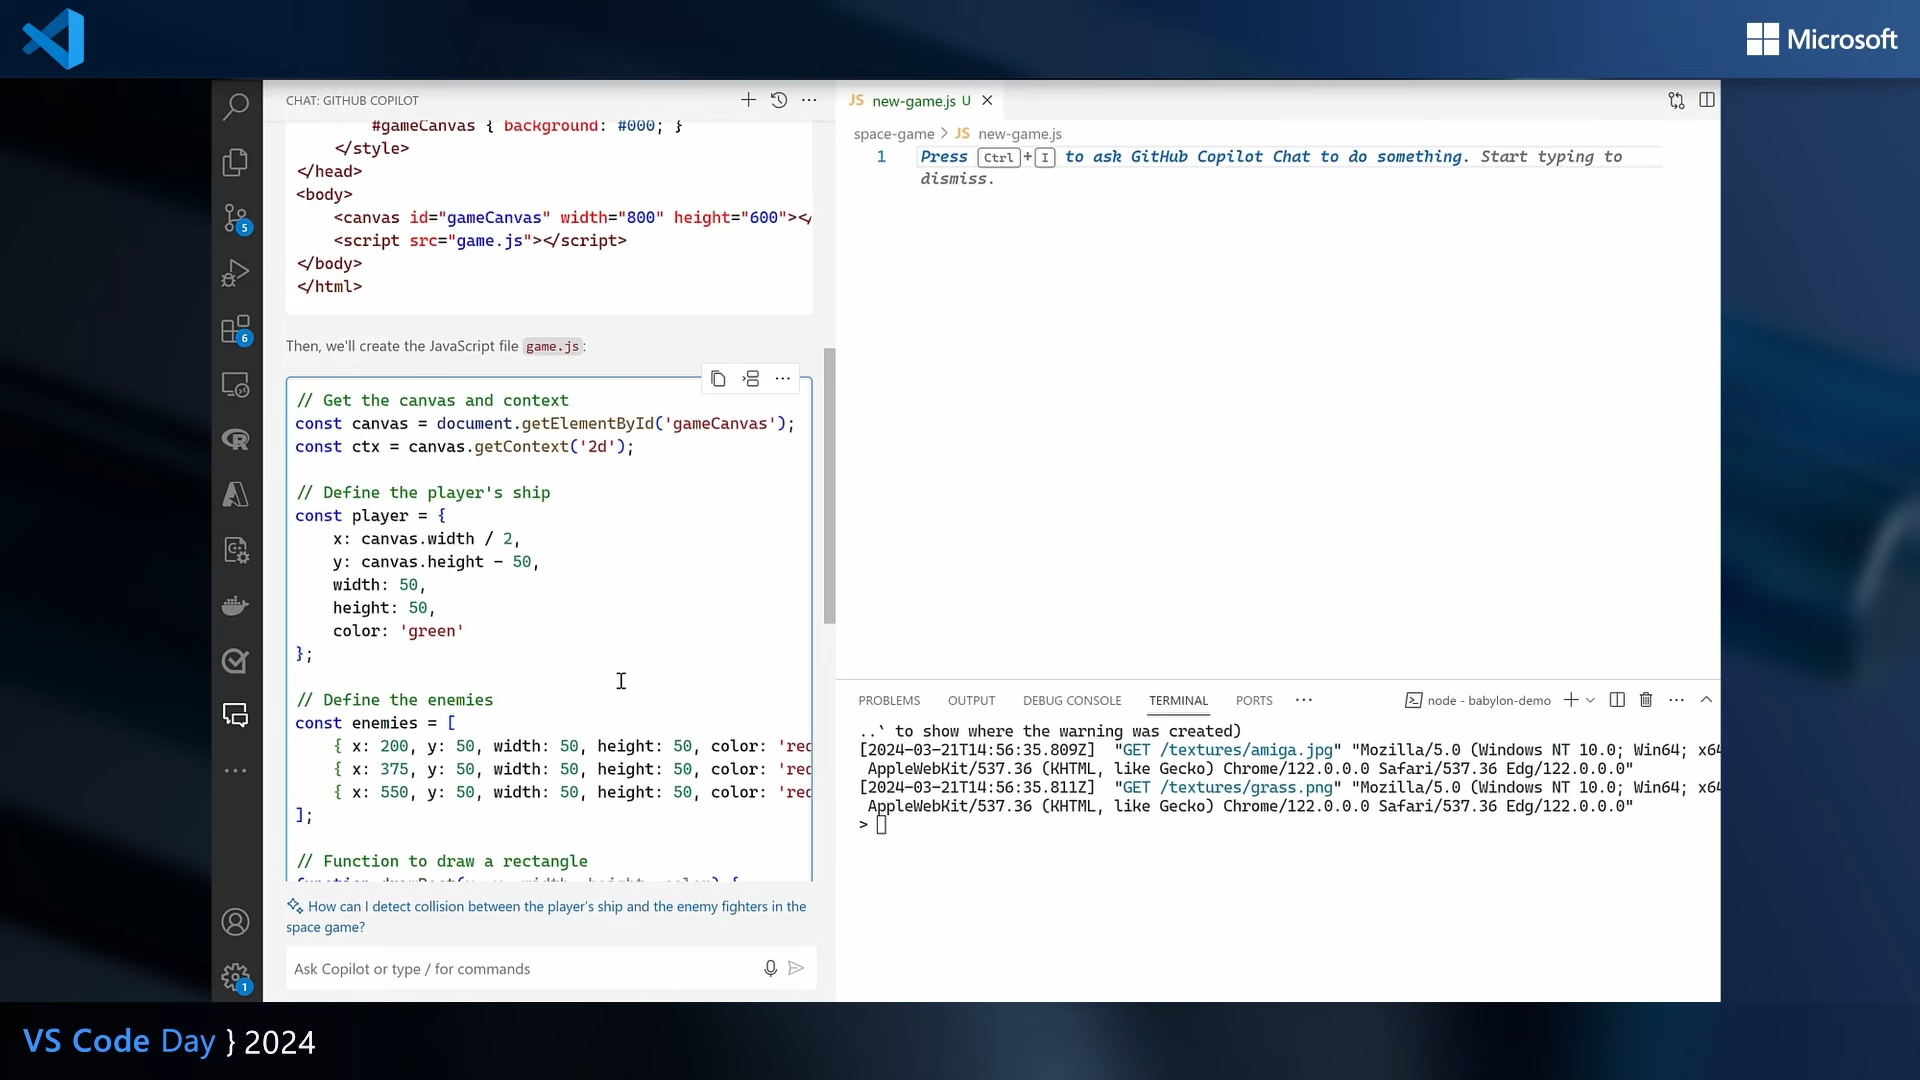 Microsoft
CHAT: GITHUB COPILOT
#gameCanvas { background: #000; }
</style>
</head>
<body>
<canvas id="gameCanvas" width="800" height="600"></
<script src="game.js"></script>
</body>
</html>
Then, we'll create the JavaScript file game.js:
// Get the canvas and context
const canvas = document.getElementById('gameCanvas');
const ctx = canvas.getContext('2d');
// Define the player's ship
const player = {
x: canvas.width / 2,
y: canvas.height - 50,
width: 50,
height: 50,
color: 'green'
};
// Define the enemies
const enemies = [
{ x: 200, y: 50, width: 50, height: 50, color: 'red
{ x: 375, y: 50, width: 50, height: 50, color: 'red
{ x: 550, y: 50, width: 50, height: 50, color: 'red
];
// Function to draw a rectangle
How can I detect collision between the player's ship and the enemy fighters in the
space game?
Ask Copilot or type / for commands
5
6
1
JS new-game.js U
space-game > JS new-game.js
1 Press Ctrl+I to ask GitHub Copilot Chat to do something. Start typing to
dismiss.
PROBLEMS OUTPUT DEBUG CONSOLE TERMINAL PORTS ··· node - babylon-demo
..` to show where the warning was created)
[2024-03-21T14:56:35.809Z] "GET /textures/amiga.jpg" "Mozilla/5.0 (Windows NT 10.0; Win64; x64
AppleWebKit/537.36 (KHTML, like Gecko) Chrome/122.0.0.0 Safari/537.36 Edg/122.0.0.0"
[2024-03-21T14:56:35.811Z] "GET /textures/grass.png" "Mozilla/5.0 (Windows NT 10.0; Win64; x64
AppleWebKit/537.36 (KHTML, like Gecko) Chrome/122.0.0.0 Safari/537.36 Edg/122.0.0.0"
>
VS Code Day } 2024